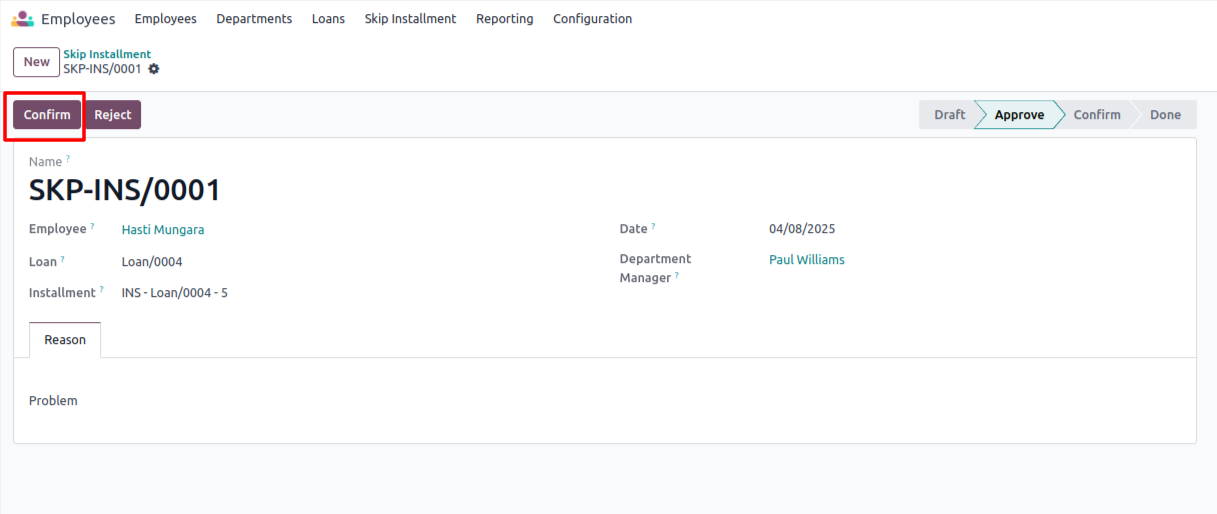 Employees Employees Departments Loans Skip Installment Reporting Configuration
New Skip Installment
SKP-INS/0001
Confirm Reject Draft Approve Confirm Done
Name ?
SKP-INS/0001
Employee ? Hasti Mungara Date ? 04/08/2025
Loan ? Loan/0004 Department Manager ? Paul Williams
Installment ? INS - Loan/0004 - 5
Reason
Problem